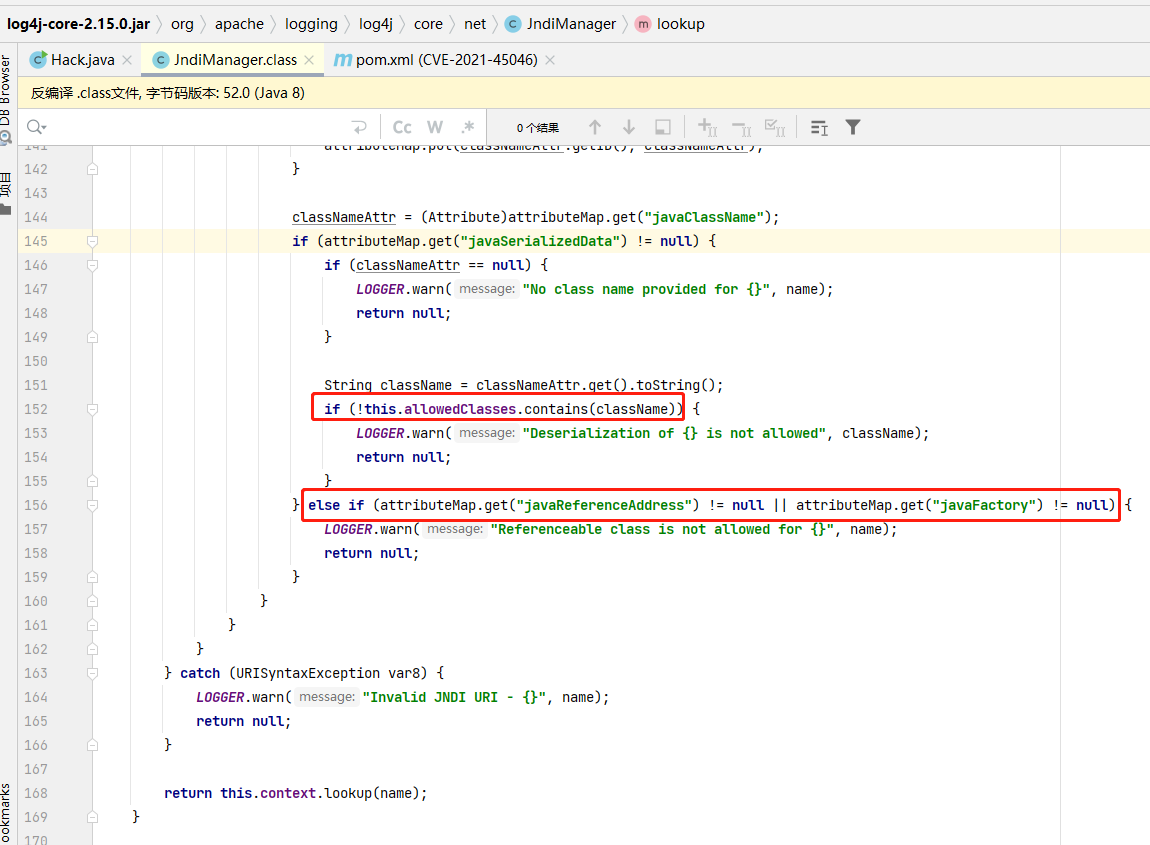 log4j-core-2.15.0.jar org apache logging log4j core net JndiManager lookup
Hack.java JndiManager.class pom.xml (CVE-2021-45046)
反编译 .class文件, 字节码版本: 52.0 (Java 8)
Cc W .* 0 个结果
DB Browser
项目
ookmarks
141 attributeMap.put(classNameAttr.getID(), classNameAttr);
142 }
143
144 classNameAttr = (Attribute)attributeMap.get("javaClassName");
145 if (attributeMap.get("javaSerializedData") != null) {
146 if (classNameAttr == null) {
147 LOGGER.warn( message: "No class name provided for {}", name);
148 return null;
149 }
150
151 String className = classNameAttr.get().toString();
152 if (!this.allowedClasses.contains(className)) {
153 LOGGER.warn( message: "Deserialization of {} is not allowed", className);
154 return null;
155 }
156 } else if (attributeMap.get("javaReferenceAddress") != null || attributeMap.get("javaFactory") != null) {
157 LOGGER.warn( message: "Referenceable class is not allowed for {}", name);
158 return null;
159 }
160 }
161 }
162 }
163 } catch (URISyntaxException var8) {
164 LOGGER.warn( message: "Invalid JNDI URI - {}", name);
165 return null;
166 }
167
168 return this.context.lookup(name);
169 }
170